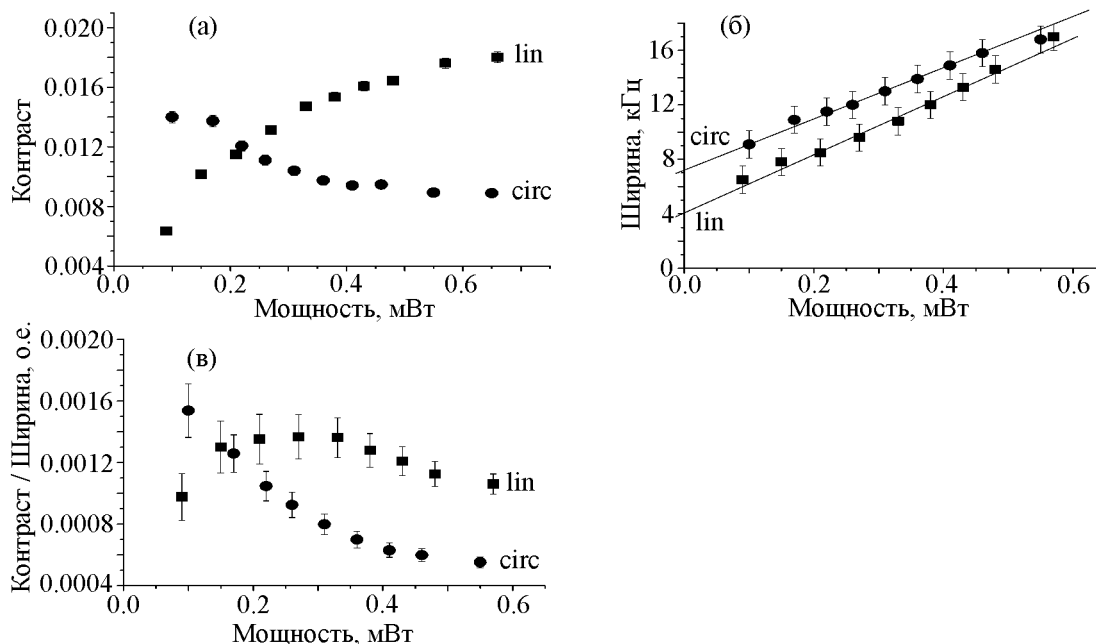 (а)
0.020
0.016
0.012
0.008
0.004
Контраст
lin
circ
0.0 0.2 0.4 0.6
Мощность, мВт
(б)
16
12
8
4
0
Ширина, кГц
circ
lin
0.0 0.2 0.4 0.6
Мощность, мВт
(в)
0.0020
0.0016
0.0012
0.0008
0.0004
Контраст / Ширина, о.е.
lin
circ
0.0 0.2 0.4 0.6
Мощность, мВт